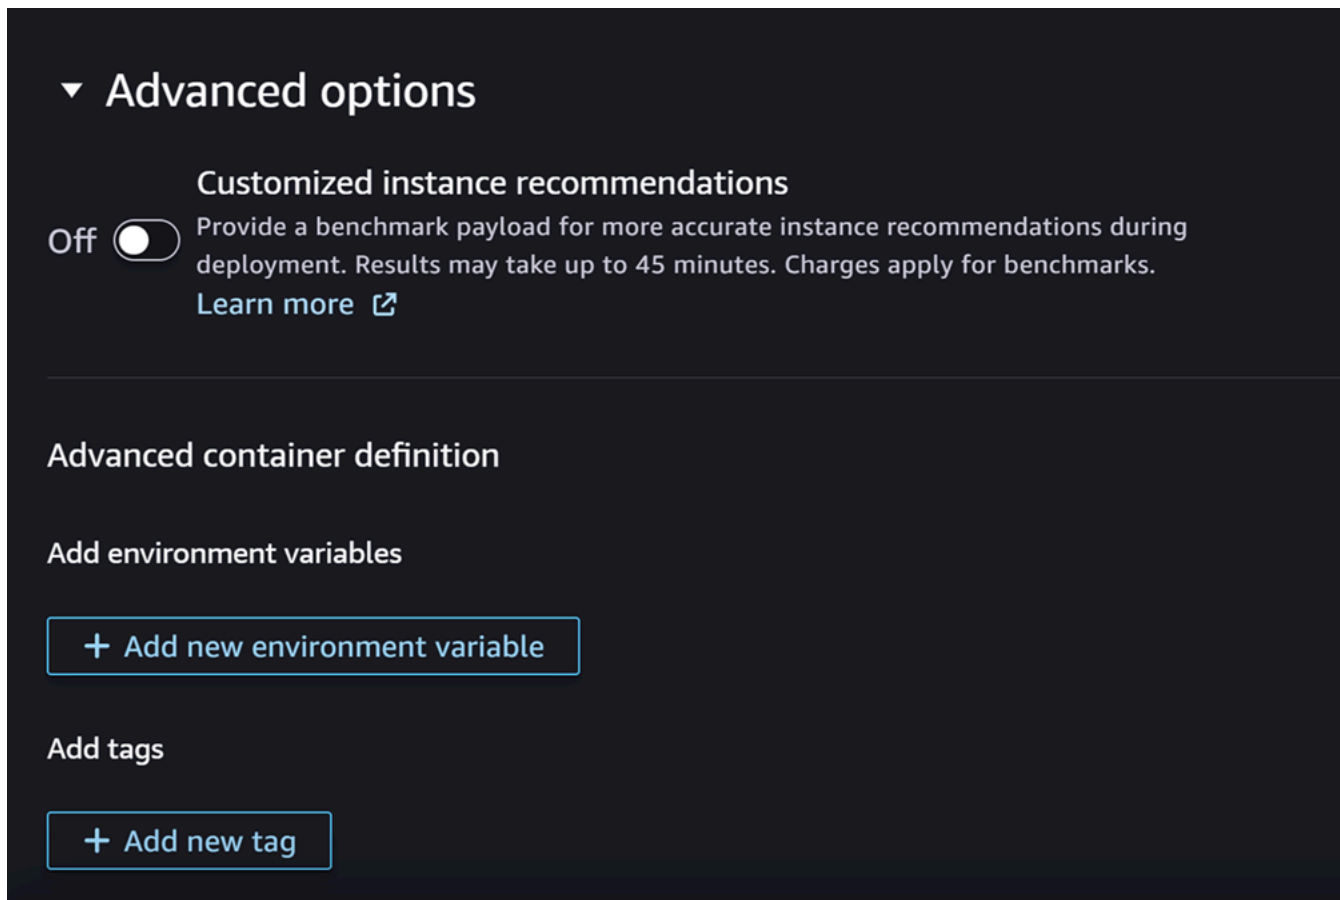 Advanced options
Customized instance recommendations
Off
Provide a benchmark payload for more accurate instance recommendations during
deployment. Results may take up to 45 minutes. Charges apply for benchmarks.
Learn more
Advanced container definition
Add environment variables
+ Add new environment variable
Add tags
+ Add new tag